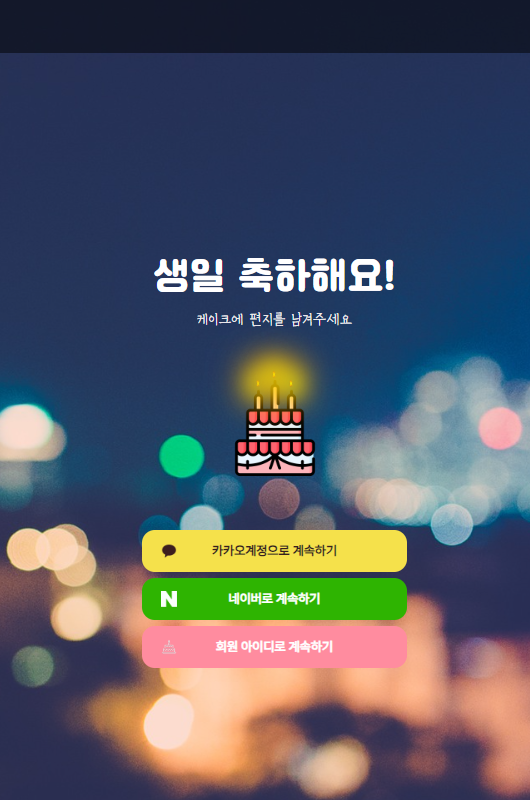 생일 축하해요!
케이크에 편지를 남겨주세요
카카오계정으로 계속하기
N 네이버로 계속하기
회원 아이디로 계속하기